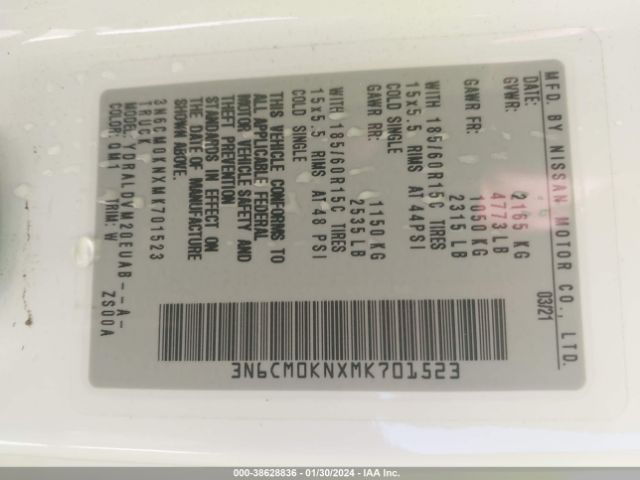 MFD. BY NISSAN MOTOR CO., LTD.
DATE: 03/21
GVWR: 2165 KG
4773 LB
GAWR FR: 1050 KG
2315 LB
WITH 185/60R15C TIRES
15x5.5 RIMS AT 44PSI
COLD SINGLE
GAWR RR: 1150 KG
2535 LB
WITH 185/60R15C TIRES
15x5.5 RIMS AT 48 PSI
COLD SINGLE
THIS VEHICLE CONFORMS TO
ALL APPLICABLE FEDERAL
MOTOR VEHICLE SAFETY AND
THEFT PREVENTION
STANDARDS IN EFFECT ON
THE DATE OF MANUFACTURE
SHOWN ABOVE.
3N6CM0KNXMK701523
TRUCK
MODEL: YDRALDYM20EUAB--A-
COLOR: QM1 TRIM: W ZS00A
3N6CM0KNXMK701523
000-38628836 - 01/30/2024 - IAA Inc.